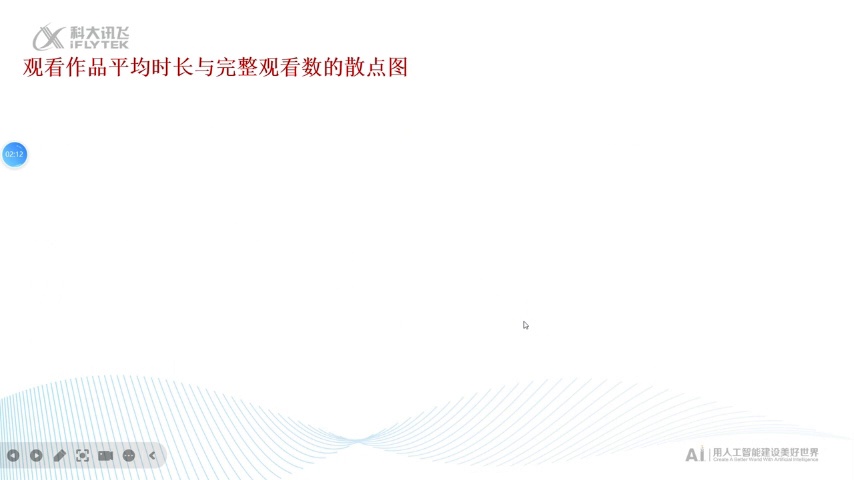 科大讯飞
iFLYTEK
观看作品平均时长与完整观看数的散点图
02:12
AI 用人工智能建设美好世界
Create A Better World With Artificial Intelligence